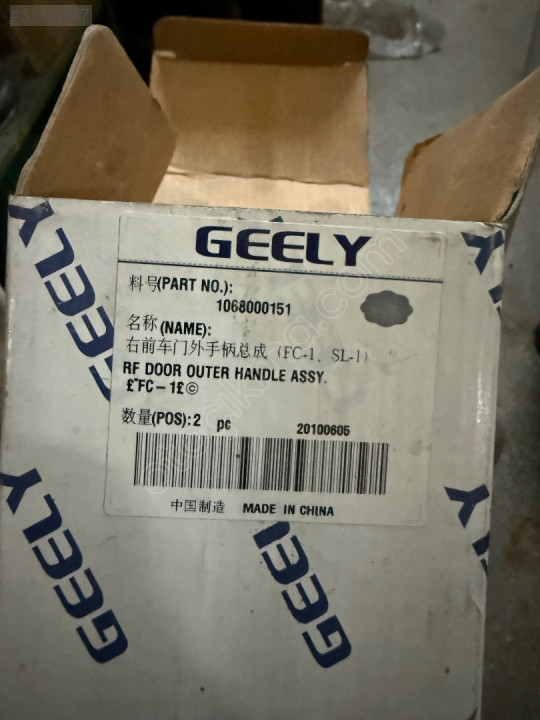 GEELY
料号(PART NO.):
1068000151
名称(NAME):
右前车门外手柄总成 (FC-1、SL-1)
RF DOOR OUTER HANDLE ASSY.
£¨FC-1£©
数量(POS):2 pc 20100605
中国制造 MADE IN CHINA
GEELY
GEELY
GEELY
GEELY